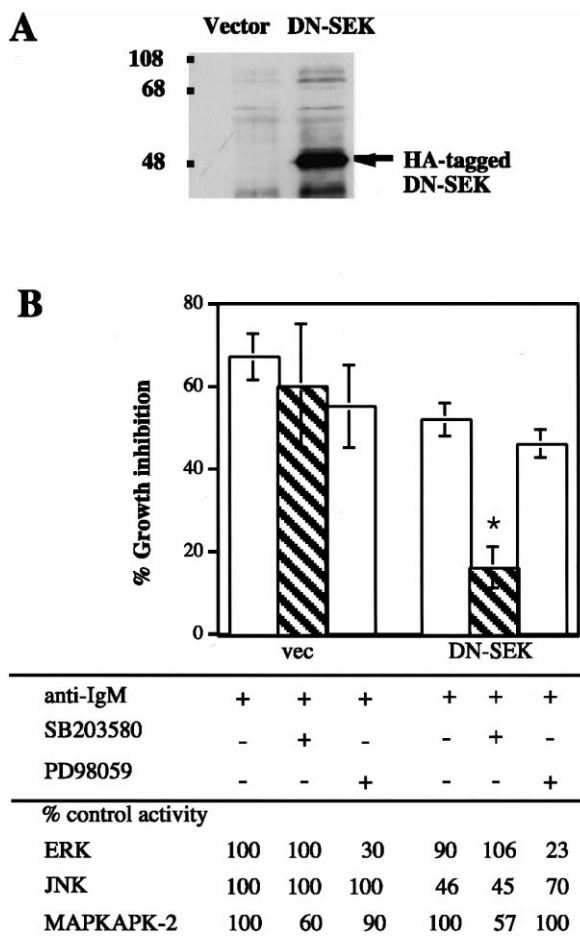 A
Vector DN-SEK
108
68
48
HA-tagged
DN-SEK
B
% Growth inhibition
80
60
40
20
0
*
vec DN-SEK
anti-IgM + + + + + +
SB203580 - + - - + -
PD98059 - - + - - +
% control activity
ERK 100 100 30 90 106 23
JNK 100 100 100 46 45 70
MAPKAPK-2 100 60 90 100 57 100